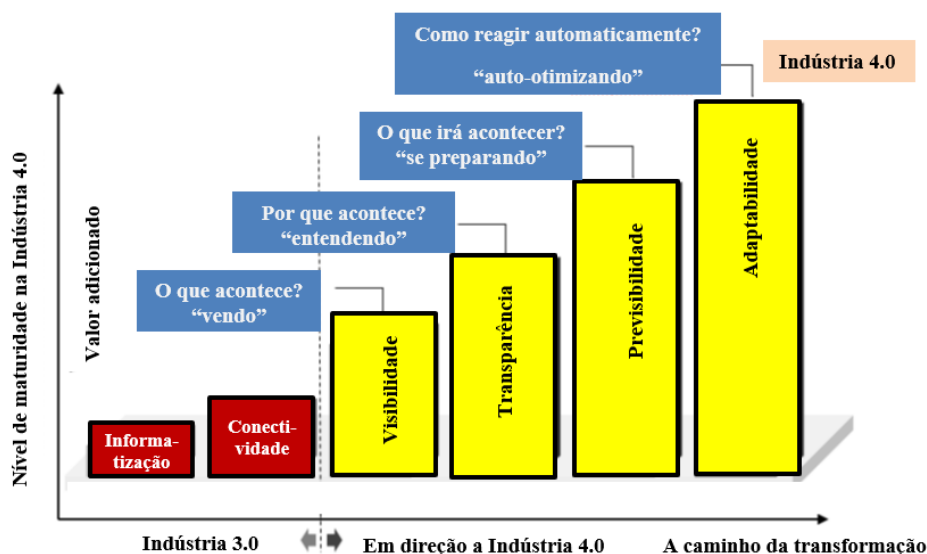 Como reagir automaticamente?
“auto-otimizando”
Indústria 4.0
O que irá acontecer?
“se preparando”
Por que acontece?
“entendendo”
O que acontece?
“vendo”
Nível de maturidade na Indústria 4.0
Valor adicionado
Informa-
tização
Conecti-
vidade
Visibilidade
Transparência
Previsibilidade
Adaptabilidade
Indústria 3.0
Em direção a Indústria 4.0
A caminho da transformação